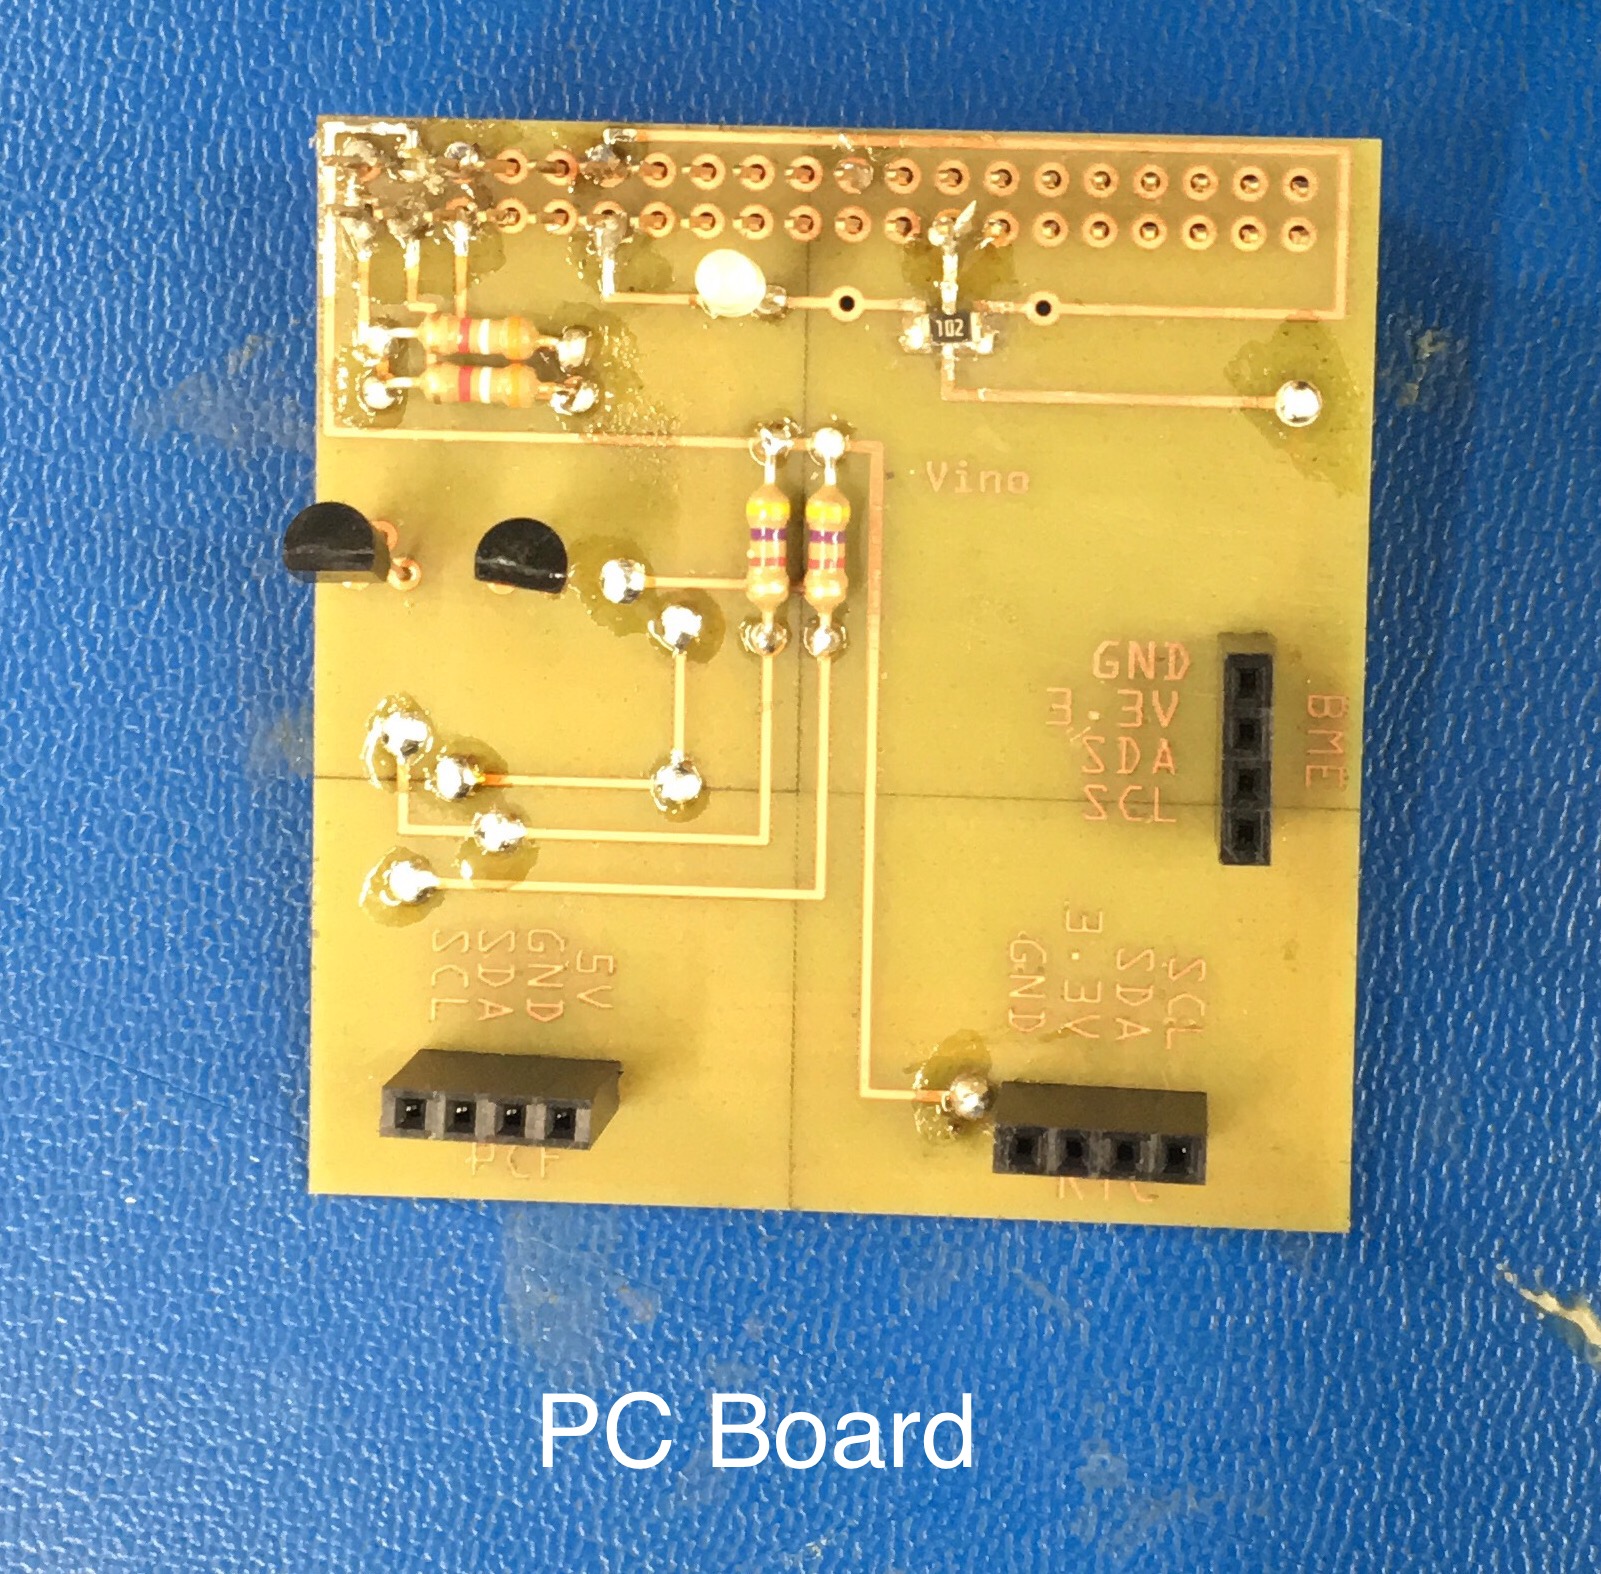 102
Vino
GND
3.3V
SDA
SCL
BME
SCL
SDA
GND
5V
GND
3.3V
SDA
SCL
PCF
RTC
PC Board